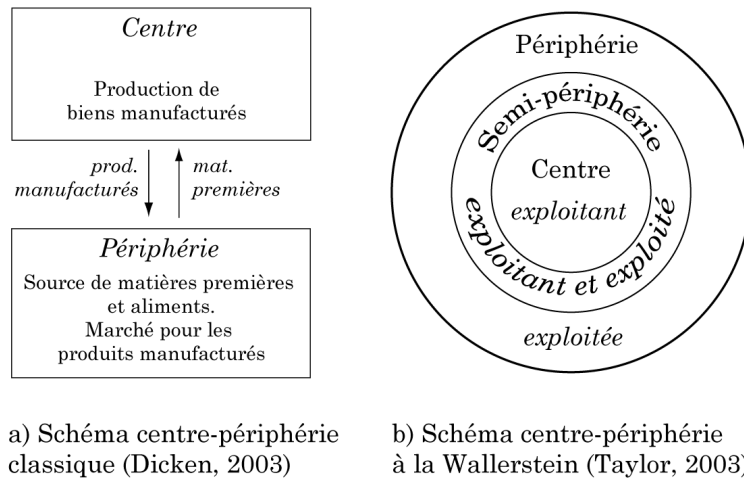 Centre
Production de
biens manufacturés
prod.
manufacturés
mat.
premières
Périphérie
Source de matières premières
et aliments.
Marché pour les
produits manufacturés
a) Schéma centre-périphérie
classique (Dicken, 2003)
Périphérie
Semi-périphérie
Centre
exploitant
exploitant et exploité
exploitée
b) Schéma centre-périphérie
à la Wallerstein (Taylor, 2003)